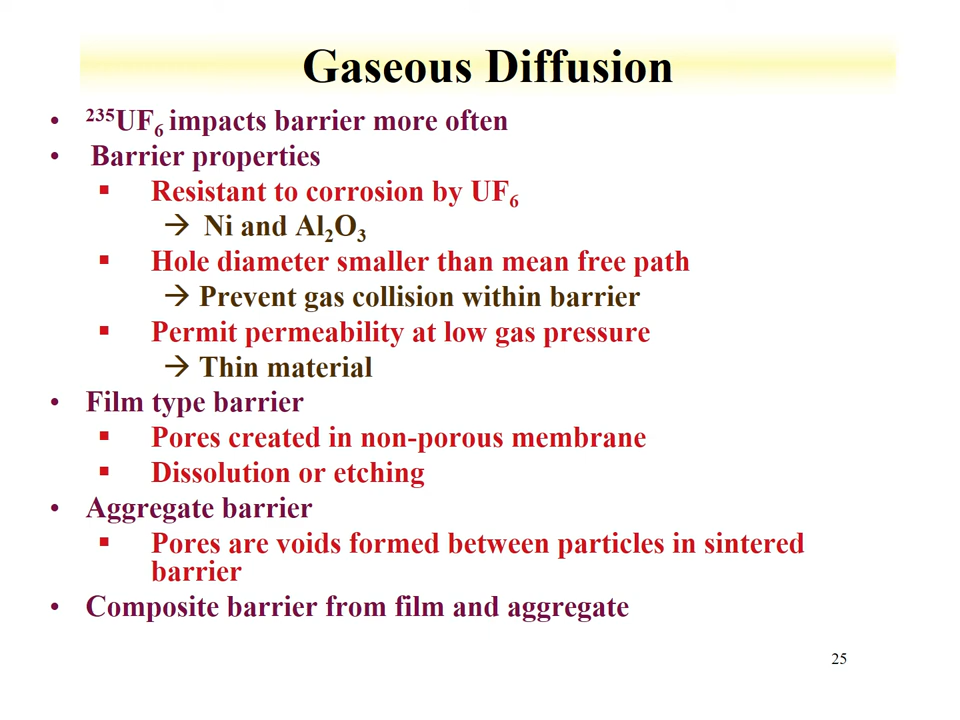 Gaseous Diffusion
• ²³⁵UF₆ impacts barrier more often
• Barrier properties
▪ Resistant to corrosion by UF₆
→ Ni and Al₂O₃
▪ Hole diameter smaller than mean free path
→ Prevent gas collision within barrier
▪ Permit permeability at low gas pressure
→ Thin material
• Film type barrier
▪ Pores created in non-porous membrane
▪ Dissolution or etching
• Aggregate barrier
▪ Pores are voids formed between particles in sintered
barrier
• Composite barrier from film and aggregate
25